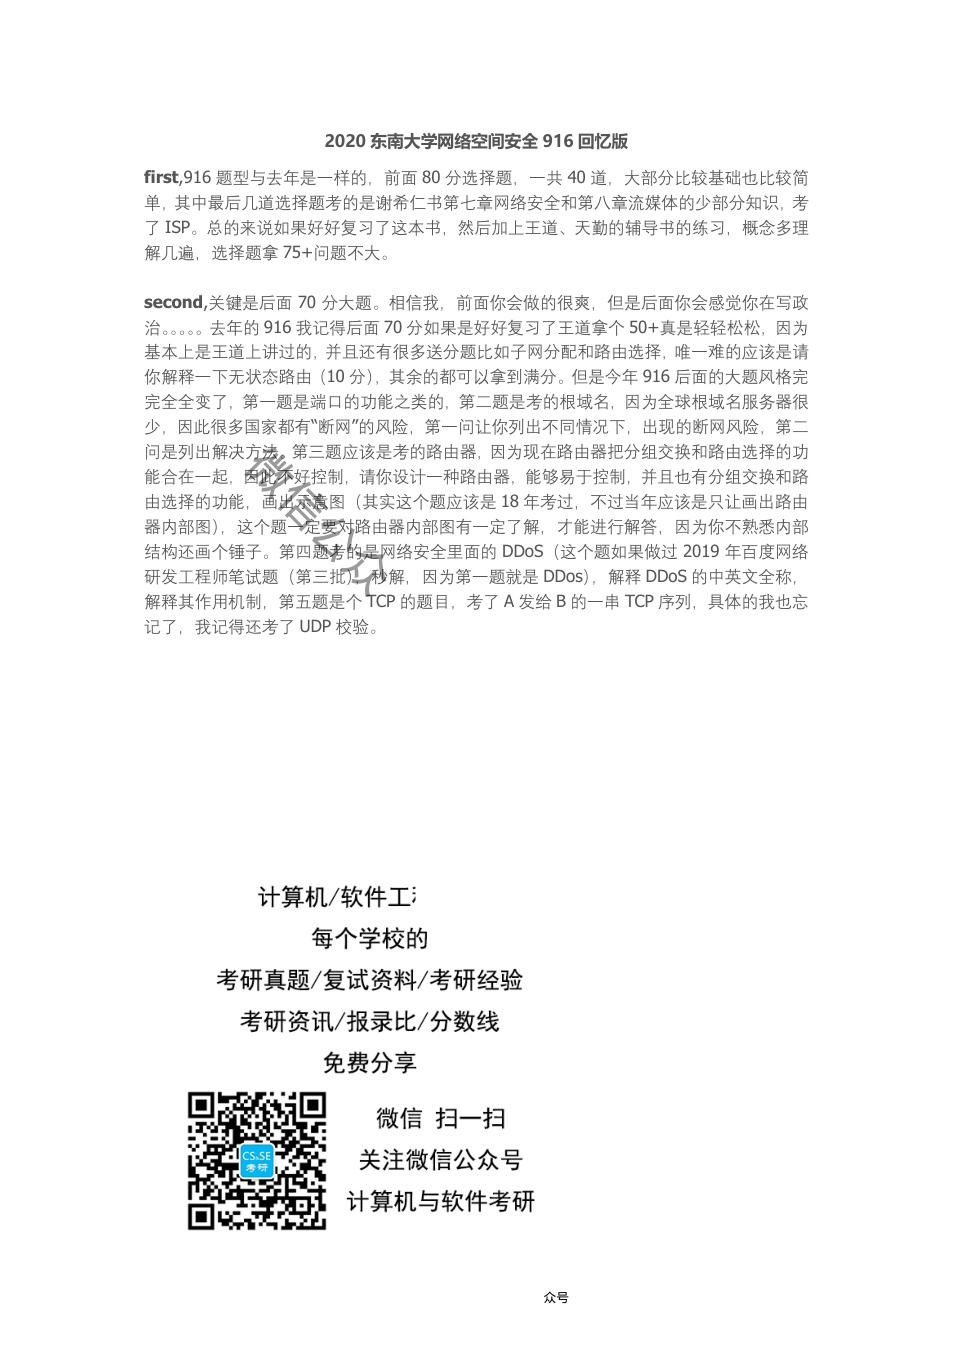 2020 东南大学网络空间安全 916 回忆版
first,916 题型与去年是一样的，前面 80 分选择题，一共 40 道，大部分比较基础也比较简
单，其中最后几道选择题考的是谢希仁书第七章网络安全和第八章流媒体的少部分知识，考
了 ISP。总的来说如果好好复习了这本书，然后加上王道、天勤的辅导书的练习，概念多理
解几遍，选择题拿 75+问题不大。
second,关键是后面 70 分大题。相信我，前面你会做的很爽，但是后面你会感觉你在写政
治。。。。。去年的 916 我记得后面 70 分如果是好好复习了王道拿个 50+真是轻轻松松，因为
基本上是王道上讲过的，并且还有很多送分题比如子网分配和路由选择，唯一难的应该是请
你解释一下无状态路由（10 分），其余的都可以拿到满分。但是今年 916 后面的大题风格完
完全全变了，第一题是端口的功能之类的，第二题是考的根域名，因为全球根域名服务器很
少，因此很多国家都有“断网”的风险，第一问让你列出不同情况下，出现的断网风险，第二
问是列出解决方法，第三题应该是考的路由器，因为现在路由器把分组交换和路由选择的功
能合在一起，因此不好控制，请你设计一种路由器，能够易于控制，并且也有分组交换和路
由选择的功能，画出示意图（其实这个题应该是 18 年考过，不过当年应该是只让画出路由
器内部图），这个题一定要对路由器内部图有一定了解，才能进行解答，因为你不熟悉内部
结构还画个锤子。第四题考的是网络安全里面的 DDoS（这个题如果做过 2019 年百度网络
研发工程师笔试题（第三批），秒解，因为第一题就是 DDos），解释 DDoS 的中英文全称，
解释其作用机制，第五题是个 TCP 的题目，考了 A 发给 B 的一串 TCP 序列，具体的我也忘
记了，我记得还考了 UDP 校验。
微信公众
计算机/软件工
每个学校的
考研真题/复试资料/考研经验
考研资讯/报录比/分数线
免费分享
CS&SE
考研
微信 扫一扫
关注微信公众号
计算机与软件考研
众号